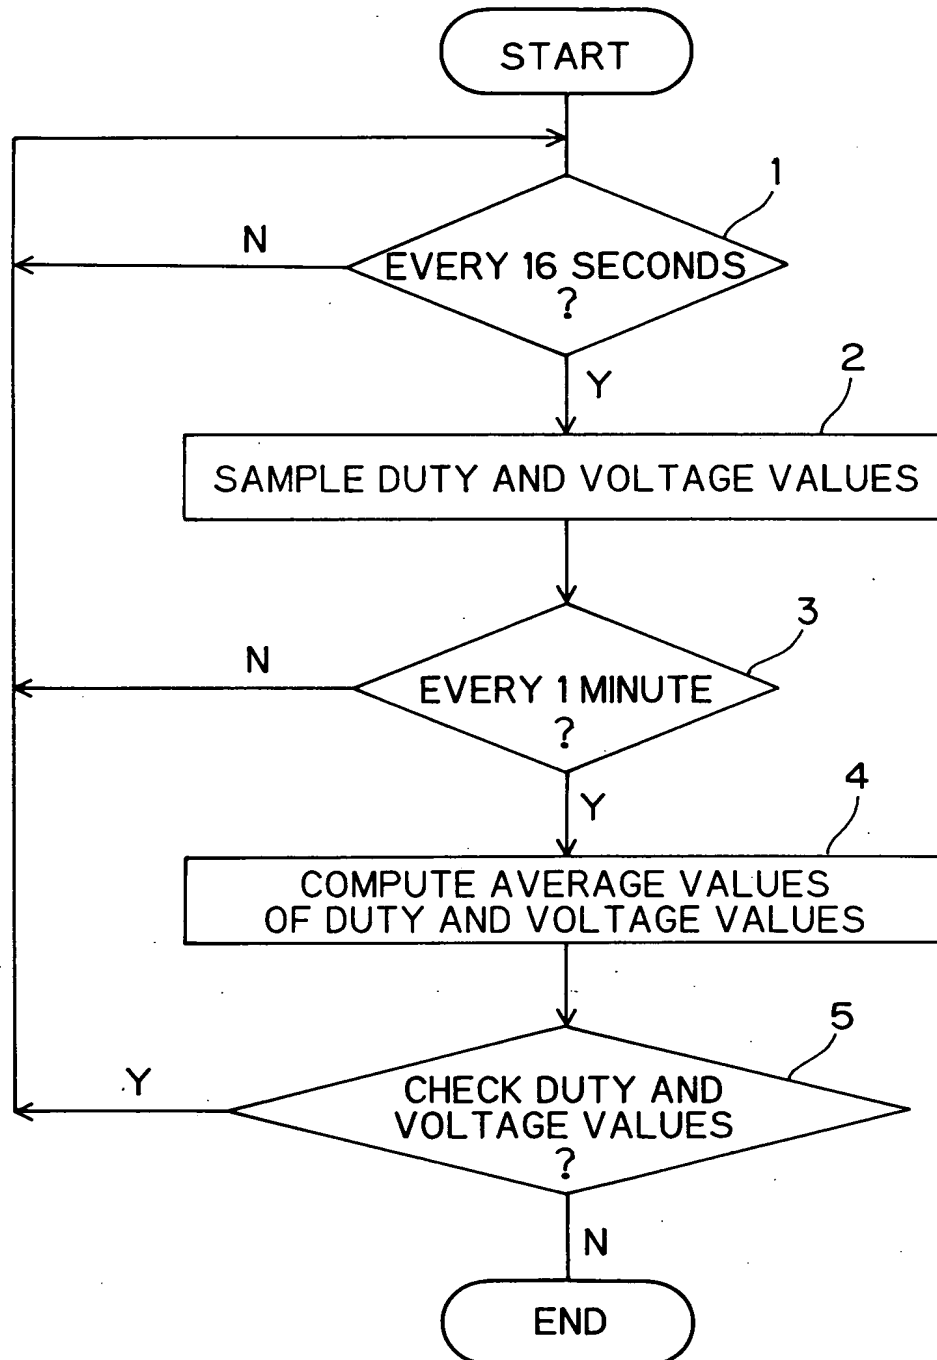 START
1
N
EVERY 16 SECONDS
?
Y
2
SAMPLE DUTY AND VOLTAGE VALUES
3
N
EVERY 1 MINUTE
?
Y
4
COMPUTE AVERAGE VALUES
OF DUTY AND VOLTAGE VALUES
5
Y
CHECK DUTY AND
VOLTAGE VALUES
?
N
END